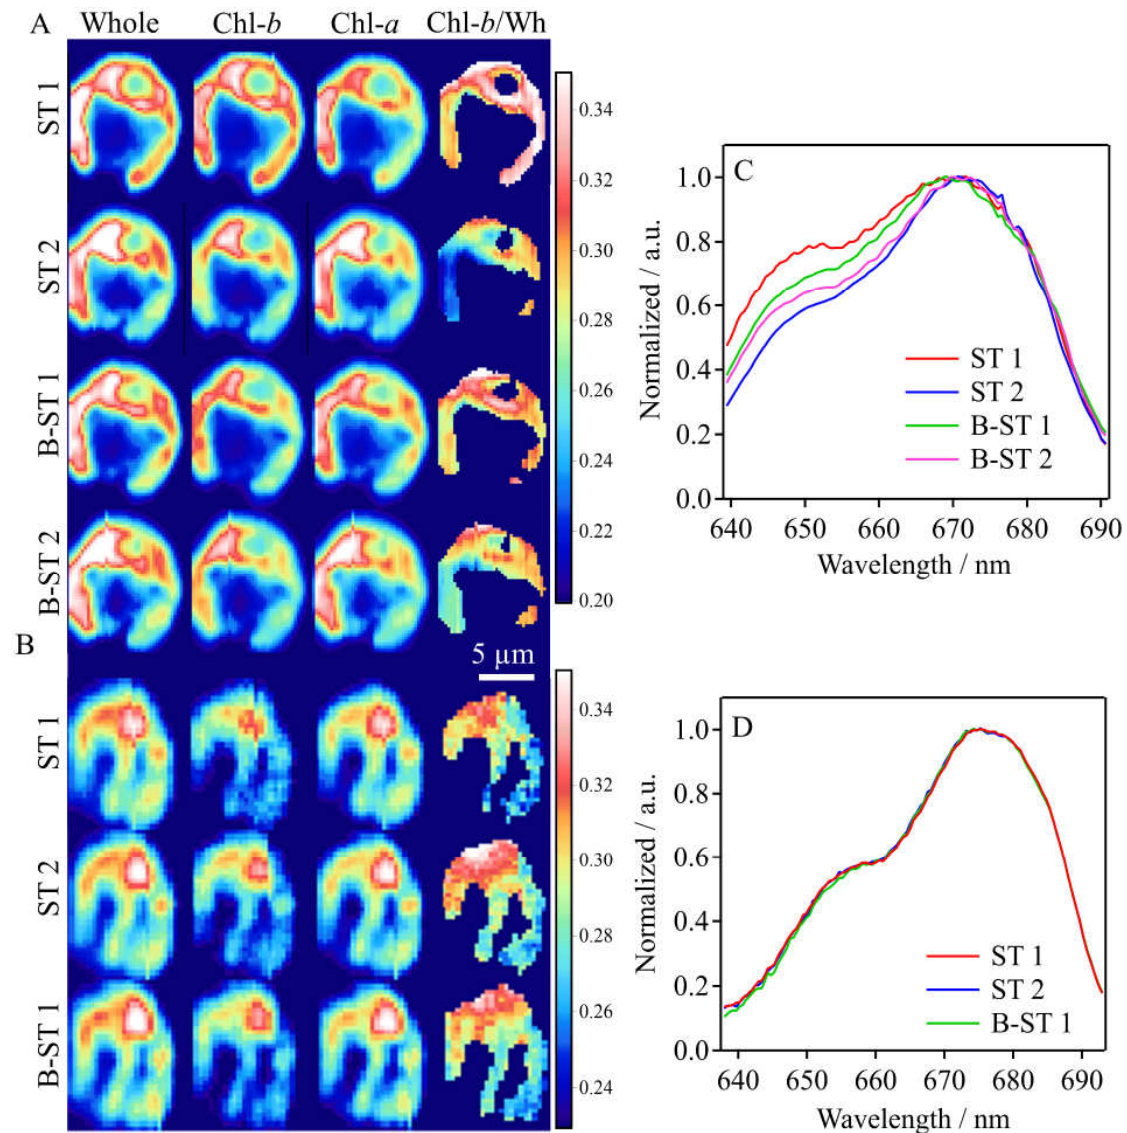 A
Whole Chl-b Chl-a Chl-b/Wh
ST 1
ST 2
B-ST 1
B-ST 2
0.34
0.32
0.30
0.28
0.26
0.24
0.22
0.20
B
5 µm
ST 1
ST 2
B-ST 1
0.34
0.32
0.30
0.28
0.26
0.24
C
Normalized / a.u.
1.0
0.8
0.6
0.4
0.2
0.0
ST 1
ST 2
B-ST 1
B-ST 2
640 650 660 670 680 690
Wavelength / nm
D
Normalized / a.u.
1.0
0.8
0.6
0.4
0.2
0.0
ST 1
ST 2
B-ST 1
640 650 660 670 680 690
Wavelength / nm